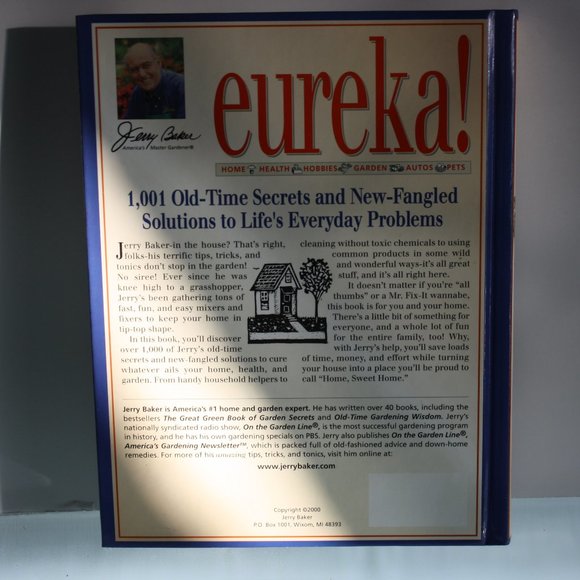 eureka!
Jerry Baker
America's Master Gardener®
HOME HEALTH HOBBIES GARDEN AUTOS PETS
1,001 Old-Time Secrets and New-Fangled
Solutions to Life's Everyday Problems
Jerry Baker-in the house? That's right,
folks-his terrific tips, tricks, and
tonics don't stop in the garden!
No siree! Ever since he was
knee high to a grasshopper,
Jerry's been gathering tons of
fast, fun, and easy mixers and
fixers to keep your home in
tip-top shape.
In this book, you'll discover
over 1,000 of Jerry's old-time
secrets and new-fangled solutions to cure
whatever ails your home, health, and
garden. From handy household helpers to
cleaning without toxic chemicals to using
common products in some wild
and wonderful ways-it's all great
stuff, and it's all right here.
It doesn't matter if you're "all
thumbs" or a Mr. Fix-It wannabe,
this book is for you and your home.
There's a little bit of something for
everyone, and a whole lot of fun
for the entire family, too! Why,
with Jerry's help, you'll save loads
of time, money, and effort while turning
your house into a place you'll be proud to
call "Home, Sweet Home."
Jerry Baker is America's #1 home and garden expert. He has written over 40 books, including the
bestsellers The Great Green Book of Garden Secrets and Old-Time Gardening Wisdom. Jerry's
nationally syndicated radio show, On the Garden Line®, is the most successful gardening program
in history, and he has his own gardening specials on PBS. Jerry also publishes On the Garden Line®,
America's Gardening Newsletter™, which is packed full of old-fashioned advice and down-home
remedies. For more of his amazing tips, tricks, and tonics, visit him online at:
www.jerrybaker.com
Copyright ©2000
Jerry Baker
P.O. Box 1001, Wixom, MI 48393